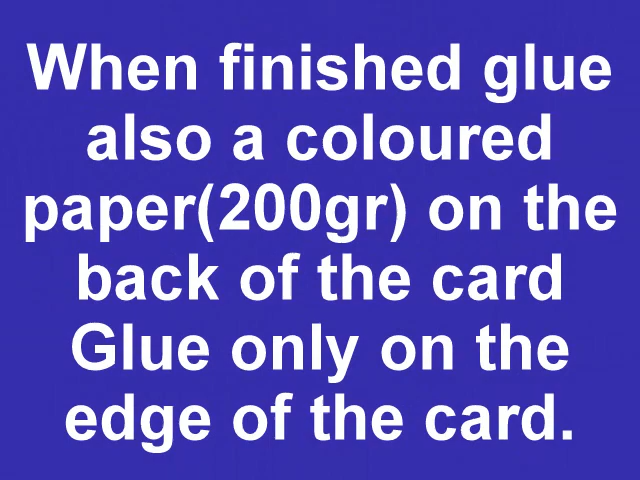 When finished glue
also a coloured
paper(200gr) on the
back of the card
Glue only on the
edge of the card.